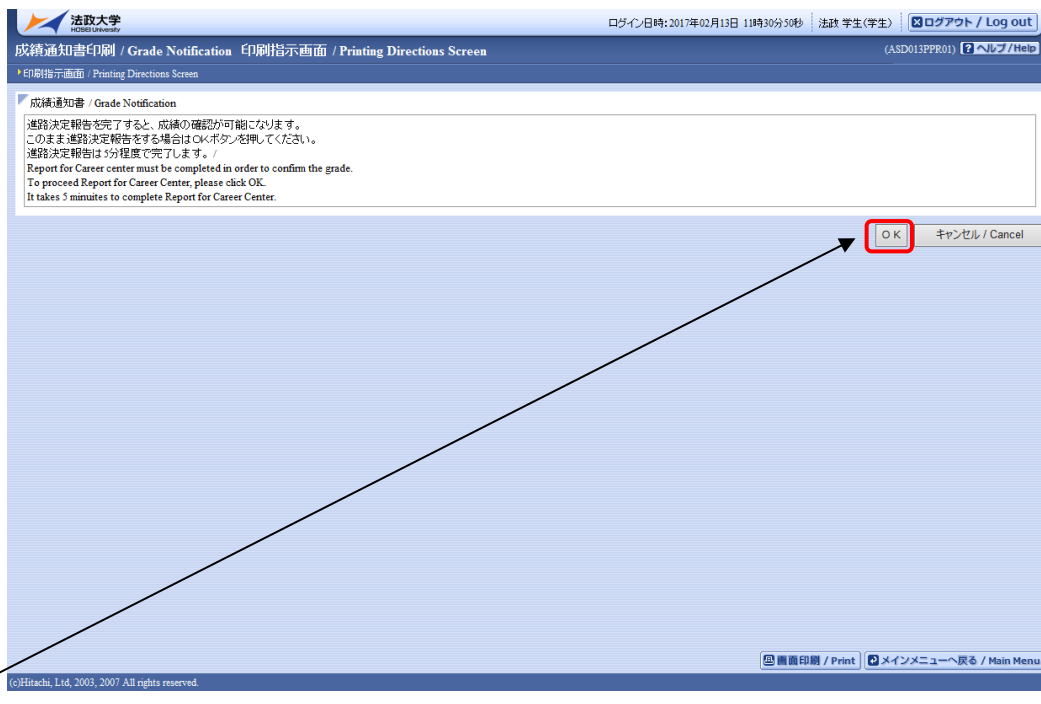 法政大学
HOSEI University
ログイン日時:2017年02月13日 11時30分50秒 法政 学生(学生) ログアウト / Log out
成績通知書印刷 / Grade Notification 印刷指示画面 / Printing Directions Screen (ASD013PPR01) ? ヘルプ/Help
印刷指示画面 / Printing Directions Screen
成績通知書 / Grade Notification
進路決定報告を完了すると、成績の確認が可能になります。
このまま進路決定報告をする場合はOKボタンを押してください。
進路決定報告は5分程度で完了します。/
Report for Career center must be completed in order to confirm the grade.
To proceed Report for Career Center, please click OK.
It takes 5 minuites to complete Report for Career Center.
OK キャンセル / Cancel
画面印刷 / Print メインメニューへ戻る / Main Menu
(c)Hitachi, Ltd, 2003, 2007 All rights reserved.